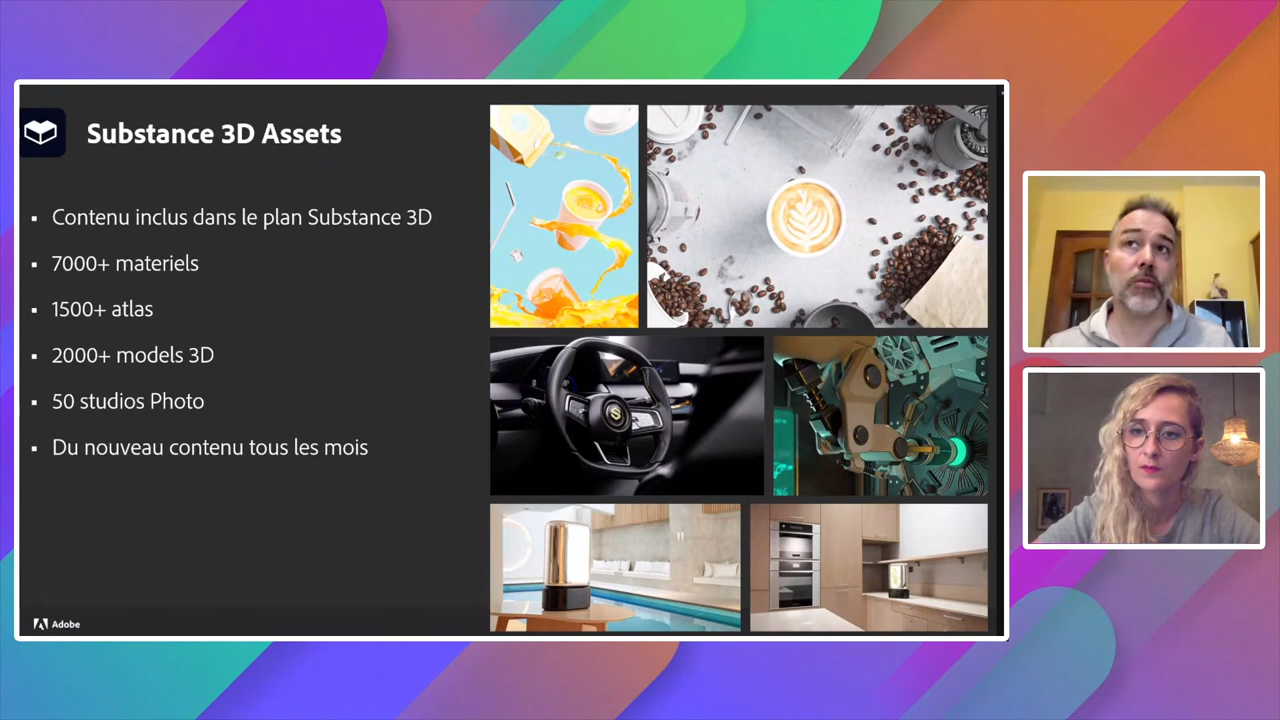 Substance 3D Assets
Contenu inclus dans le plan Substance 3D
7000+ materiels
1500+ atlas
2000+ models 3D
50 studios Photo
Du nouveau contenu tous les mois
Adobe